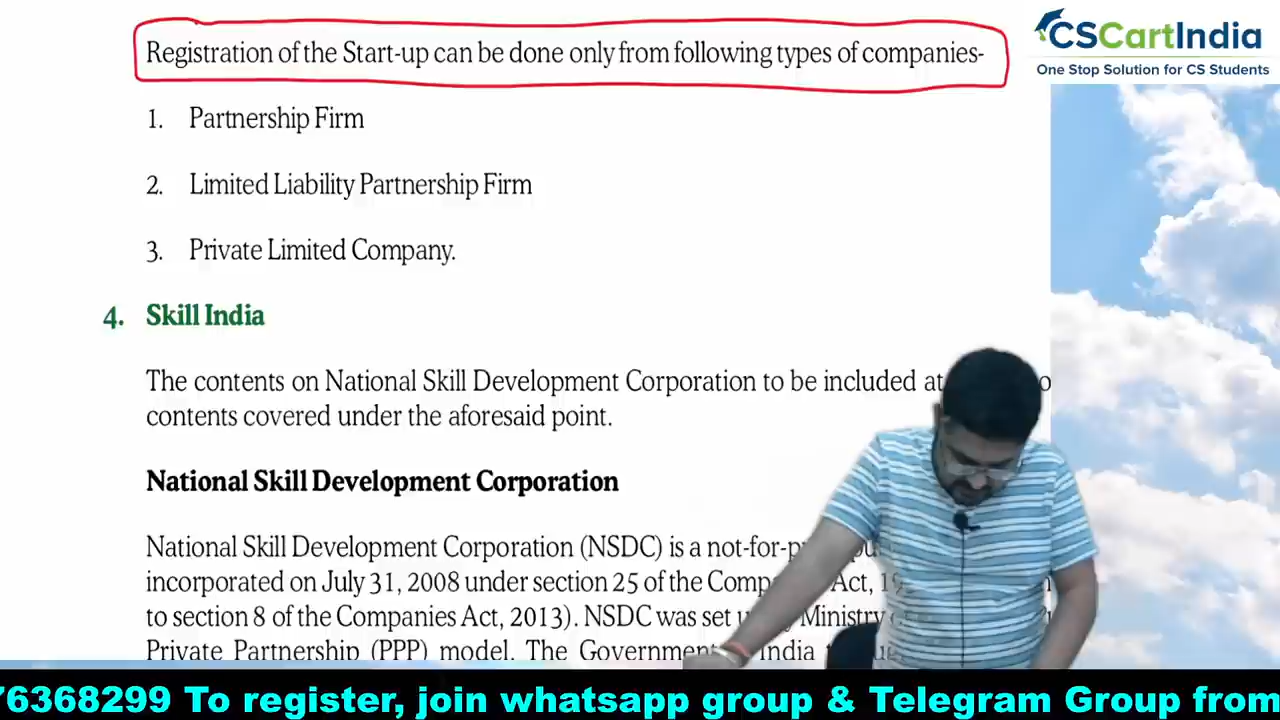 Registration of the Start-up can be done only from following types of companies-
CSCartIndia
One Stop Solution for CS Students
1. Partnership Firm
2. Limited Liability Partnership Firm
3. Private Limited Company.
4. Skill India
The contents on National Skill Development Corporation to be included at
contents covered under the aforesaid point.
National Skill Development Corporation
National Skill Development Corporation (NSDC) is a not-for-p
incorporated on July 31, 2008 under section 25 of the Comp Act, 1
to section 8 of the Companies Act, 2013). NSDC was set Ministry
Private Partnership (PPP) model. The Government India
76368299 To register, join whatsapp group & Telegram Group from